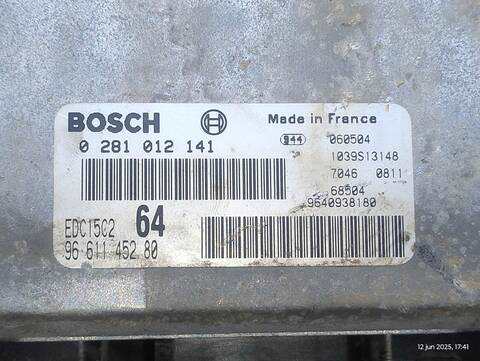 BOSCH
Made in France
0 281 012 141
944
060504
1039S13148
7046 0811
68504
9640938180
EDC15C2 64
96 611 452 80
12 jun 2025, 17:41